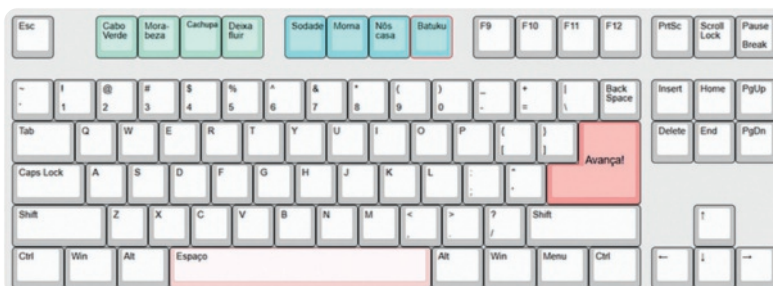 Esc Cabo Verde Mora-beza Cachupa Deixa fluir Sodade Morna Nôs casa Batuku F9 F10 F11 F12 PrtSc Scroll Lock Pause Break
~ ` ! 1 @ 2 # 3 $ 4 % 5 ^ 6 & 7 * 8 ( 9 ) 0 _ - + = | \ Back Space Insert Home PgUp
Tab Q W E R T Y U I O P { [ } ] Avança! Delete End PgDn
Caps Lock A S D F G H J K L : ; " '
Shift Z X C V B N M < , > . ? / Shift ↑
Ctrl Win Alt Espaço Alt Win Menu Ctrl ← ↓ →